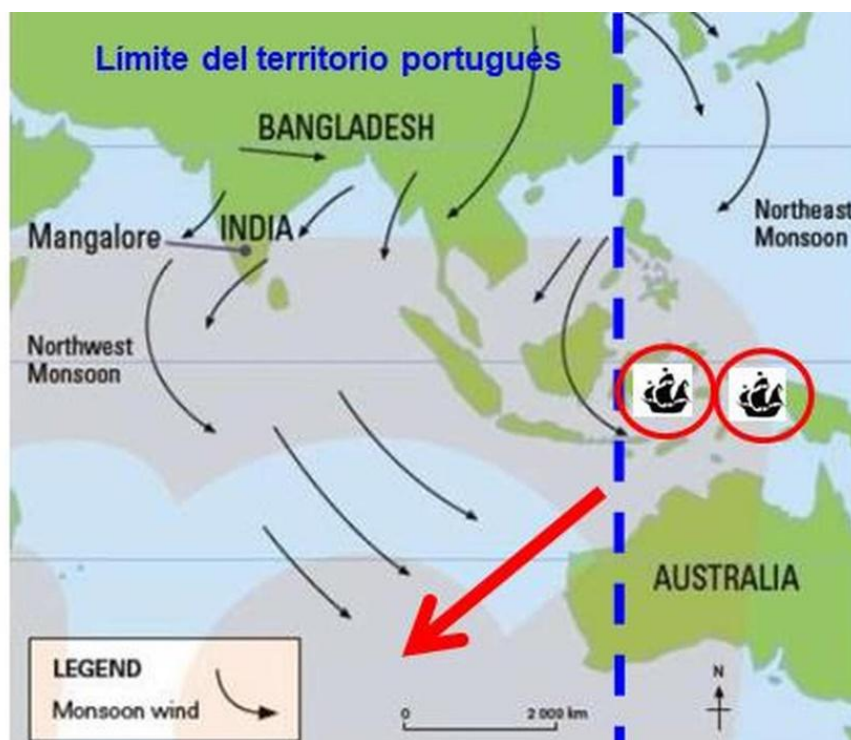 Límite del territorio portugués
BANGLADESH
Mangalore
INDIA
Northeast
Monsoon
Northwest
Monsoon
AUSTRALIA
LEGEND
Monsoon wind
0
2 000 km
N